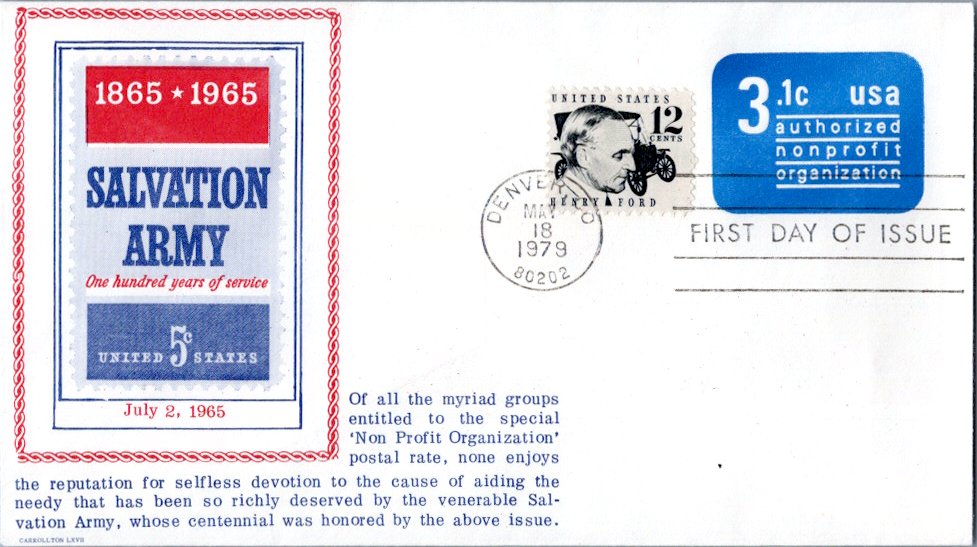 1865 ★ 1965
SALVATION
ARMY
One hundred years of service
UNITED 5c STATES
July 2, 1965
UNITED STATES
12
CENTS
HENRY FORD
3.1c usa
authorized
nonprofit
organization
DENVER, CO
MAY
18
1979
80202
FIRST DAY OF ISSUE
Of all the myriad groups
entitled to the special
'Non Profit Organization'
postal rate, none enjoys
the reputation for selfless devotion to the cause of aiding the
needy that has been so richly deserved by the venerable Sal-
vation Army, whose centennial was honored by the above issue.
CARROLLTON LXVII